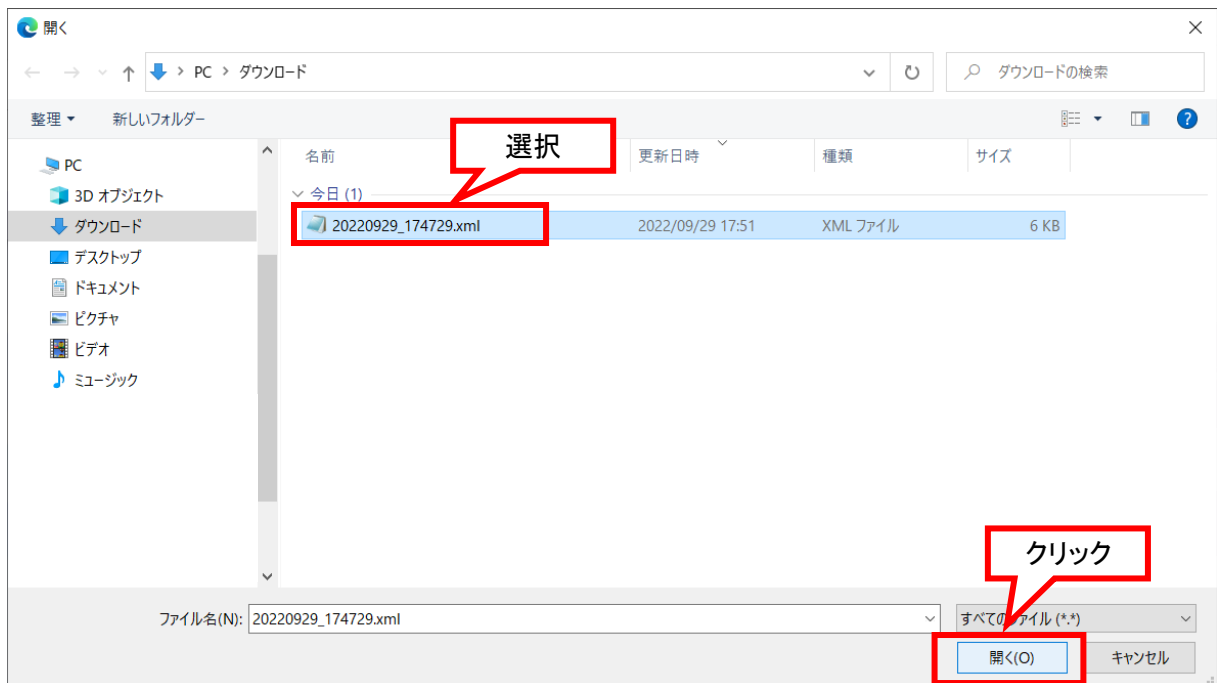 開く
PC > ダウンロード
ダウンロードの検索
整理 新しいフォルダー
選択
名前 更新日時 種類 サイズ
PC
3D オブジェクト
ダウンロード
デスクトップ
ドキュメント
ピクチャ
ビデオ
ミュージック
今日 (1)
20220929_174729.xml 2022/09/29 17:51 XML ファイル 6 KB
クリック
ファイル名(N): 20220929_174729.xml
すべてのファイル (*.*)
開く(O) キャンセル